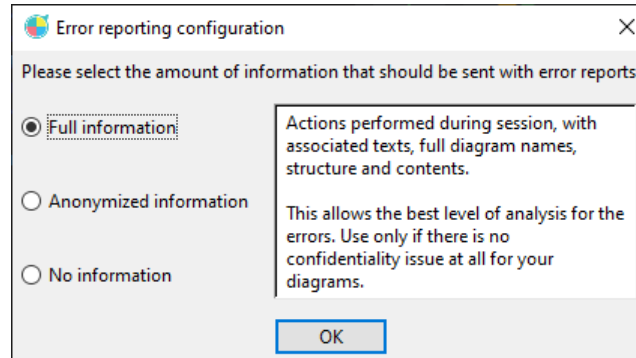 Error reporting configuration
Please select the amount of information that should be sent with error reports
Full information
Actions performed during session, with
associated texts, full diagram names,
structure and contents.
Anonymized information
This allows the best level of analysis for the
errors. Use only if there is no
confidentiality issue at all for your
diagrams.
No information
OK